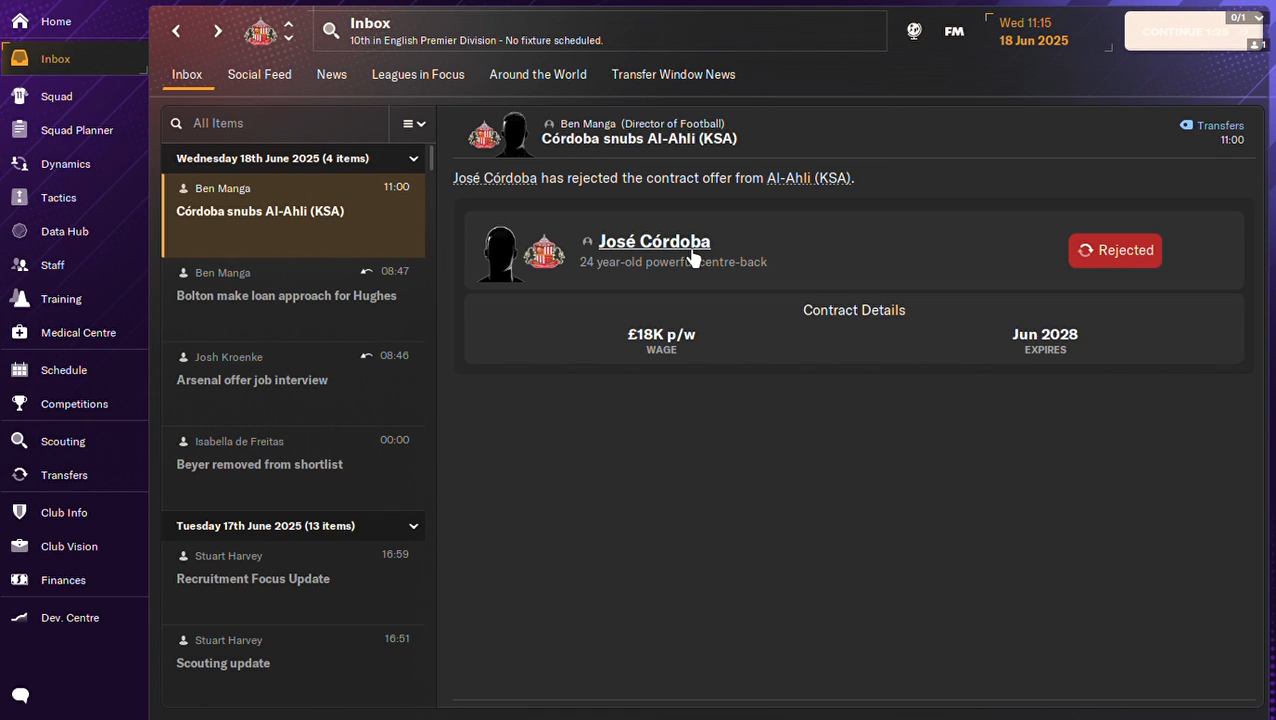 Home
Inbox
Squad
Squad Planner
Dynamics
Tactics
Data Hub
Staff
Training
Medical Centre
Schedule
Competitions
Scouting
Transfers
Club Info
Club Vision
Finances
Dev. Centre
Inbox
10th in English Premier Division - No fixture scheduled.
FM
Wed 11:15
18 Jun 2025
0/1
1
Inbox
Social Feed
News
Leagues in Focus
Around the World
Transfer Window News
All Items
Wednesday 18th June 2025 (4 items)
Ben Manga 11:00
Córdoba snubs Al-Ahli (KSA)
Ben Manga 08:47
Bolton make loan approach for Hughes
Josh Kroenke 08:46
Arsenal offer job interview
Isabella de Freitas 00:00
Beyer removed from shortlist
Tuesday 17th June 2025 (13 items)
Stuart Harvey 16:59
Recruitment Focus Update
Stuart Harvey 16:51
Scouting update
Ben Manga (Director of Football)
Córdoba snubs Al-Ahli (KSA)
Transfers
11:00
José Córdoba has rejected the contract offer from Al-Ahli (KSA).
José Córdoba
24 year-old powerful centre-back
Rejected
Contract Details
£18K p/w
WAGE
Jun 2028
EXPIRES